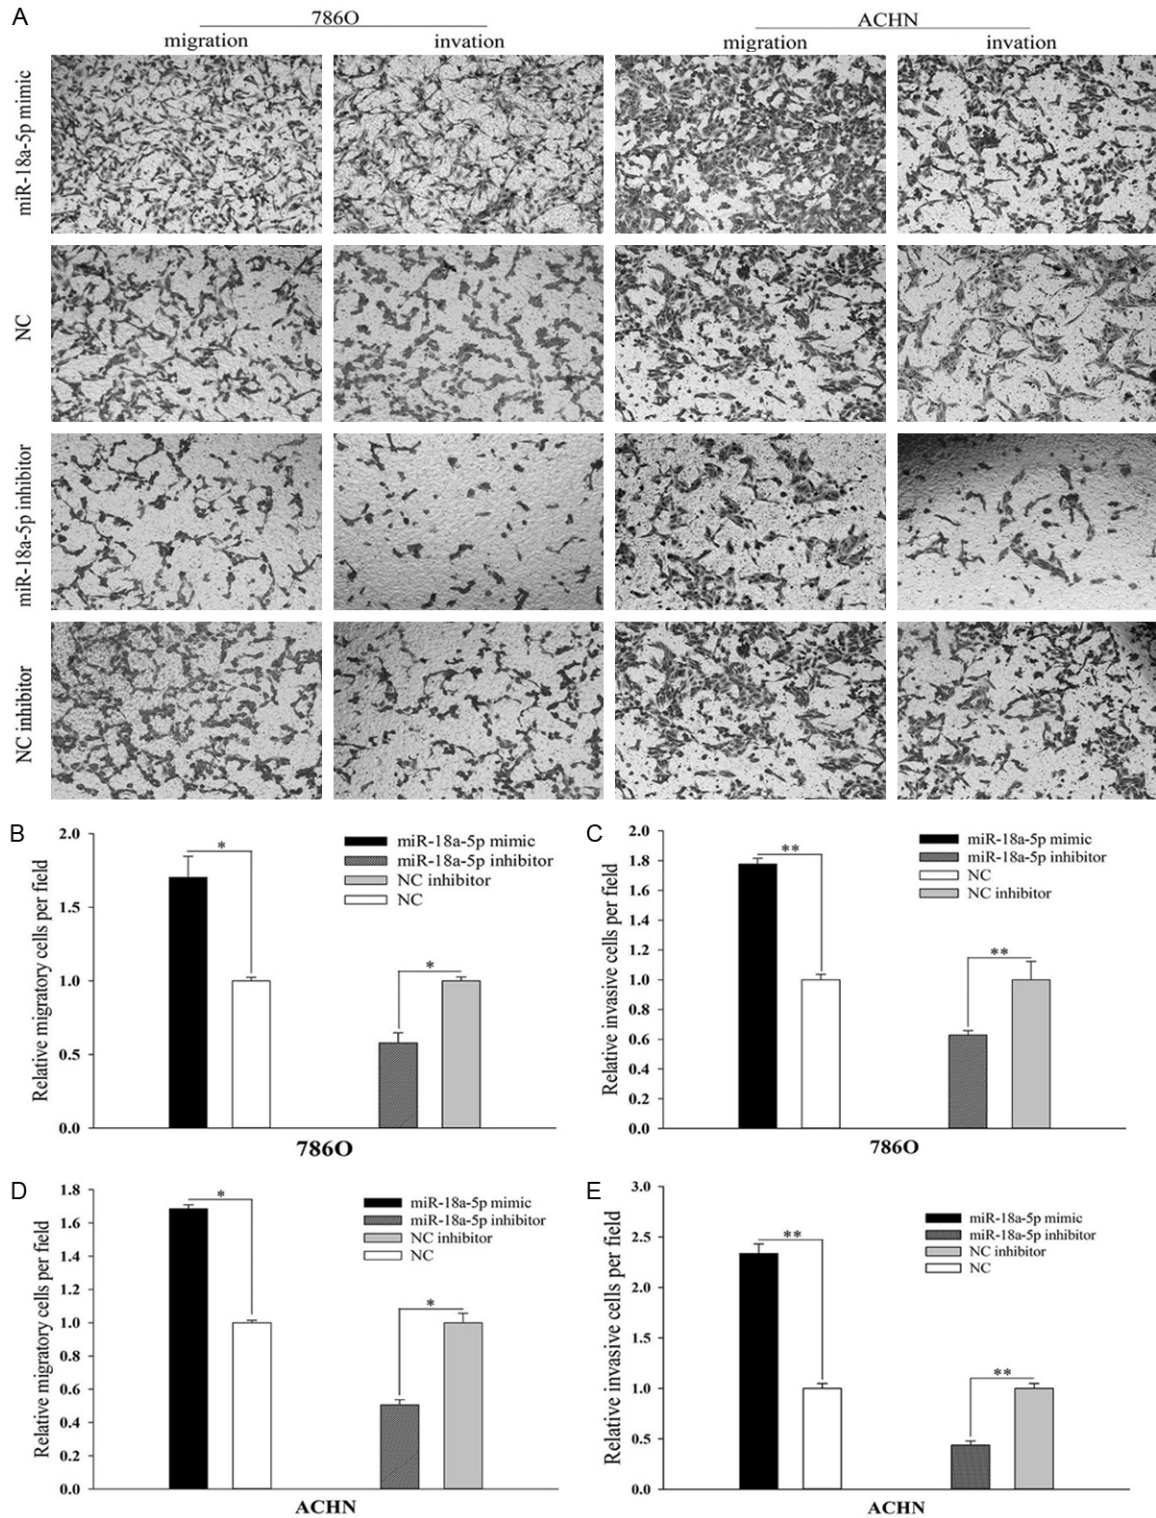 A
786O
ACHN
migration
invation
migration
invation
miR-18a-5p mimic
NC
miR-18a-5p inhibitor
NC inhibitor
B
Relative migratory cells per field
2.0
1.5
1.0
0.5
0.0
*
*
miR-18a-5p mimic
miR-18a-5p inhibitor
NC inhibitor
NC
786O
C
Relative invasive cells per field
2.0
1.8
1.6
1.4
1.2
1.0
0.8
0.6
0.4
0.2
0.0
**
**
miR-18a-5p mimic
miR-18a-5p inhibitor
NC
NC inhibitor
786O
D
Relative migratory cells per field
1.8
1.6
1.4
1.2
1.0
0.8
0.6
0.4
0.2
0.0
*
*
miR-18a-5p mimic
miR-18a-5p inhibitor
NC inhibitor
NC
ACHN
E
Relative invasive cells per field
3.0
2.5
2.0
1.5
1.0
0.5
0.0
**
**
miR-18a-5p mimic
miR-18a-5p inhibitor
NC inhibitor
NC
ACHN